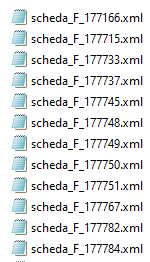 scheda_F_177166.xml
scheda_F_177715.xml
scheda_F_177733.xml
scheda_F_177737.xml
scheda_F_177745.xml
scheda_F_177748.xml
scheda_F_177749.xml
scheda_F_177750.xml
scheda_F_177751.xml
scheda_F_177767.xml
scheda_F_177782.xml
scheda_F_177784.xml